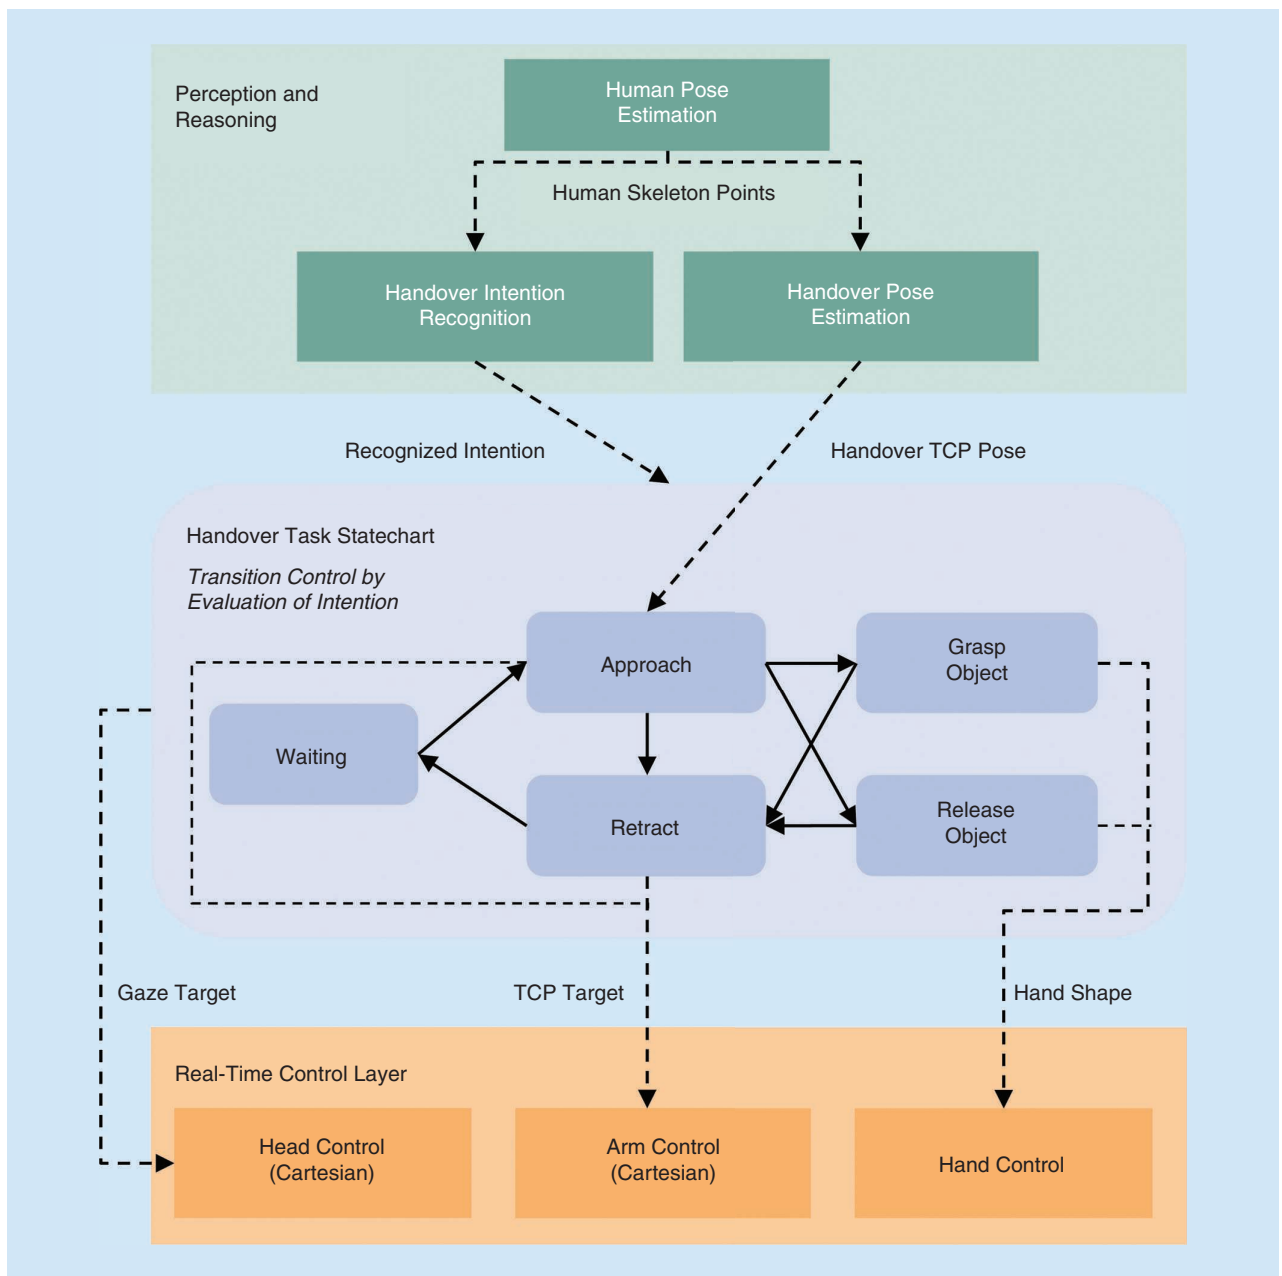 Perception and
Reasoning
Human Pose
Estimation
Human Skeleton Points
Handover Intention
Recognition
Handover Pose
Estimation
Recognized Intention
Handover TCP Pose
Handover Task Statechart
Transition Control by
Evaluation of Intention
Approach
Grasp
Object
Waiting
Retract
Release
Object
Gaze Target
TCP Target
Hand Shape
Real-Time Control Layer
Head Control
(Cartesian)
Arm Control
(Cartesian)
Hand Control